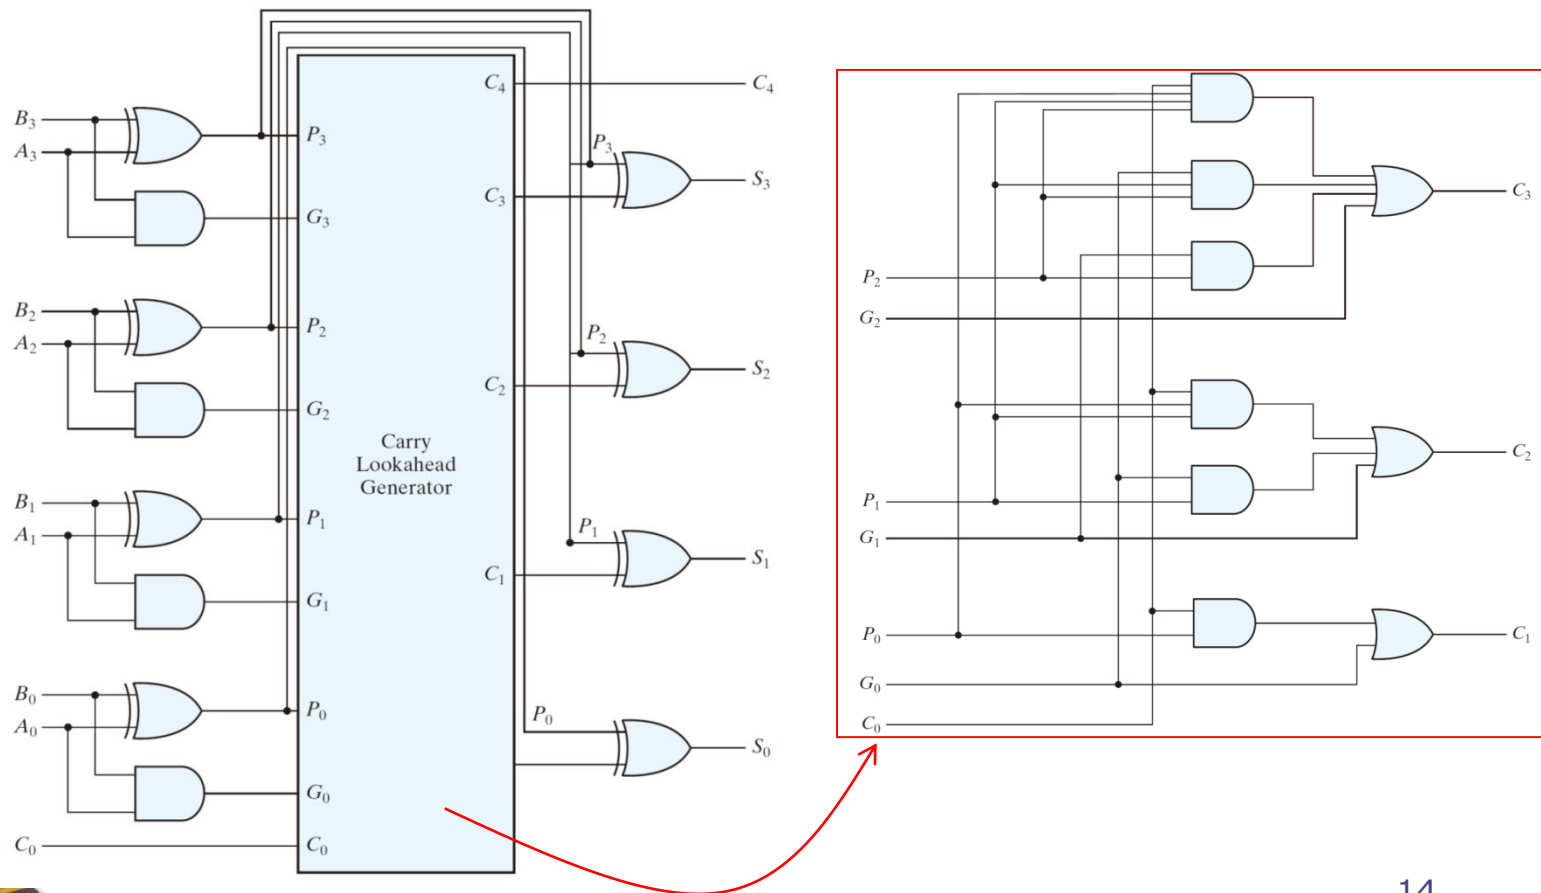 B₃
A₃
P₃
G₃
B₂
A₂
P₂
G₂
B₁
A₁
P₁
G₁
B₀
A₀
P₀
G₀
C₀
C₀
Carry
Lookahead
Generator
C₄
C₄
P₃
C₃
S₃
P₂
C₂
S₂
P₁
C₁
S₁
P₀
S₀
P₂
G₂
P₁
G₁
P₀
G₀
C₀
C₃
C₂
C₁
14